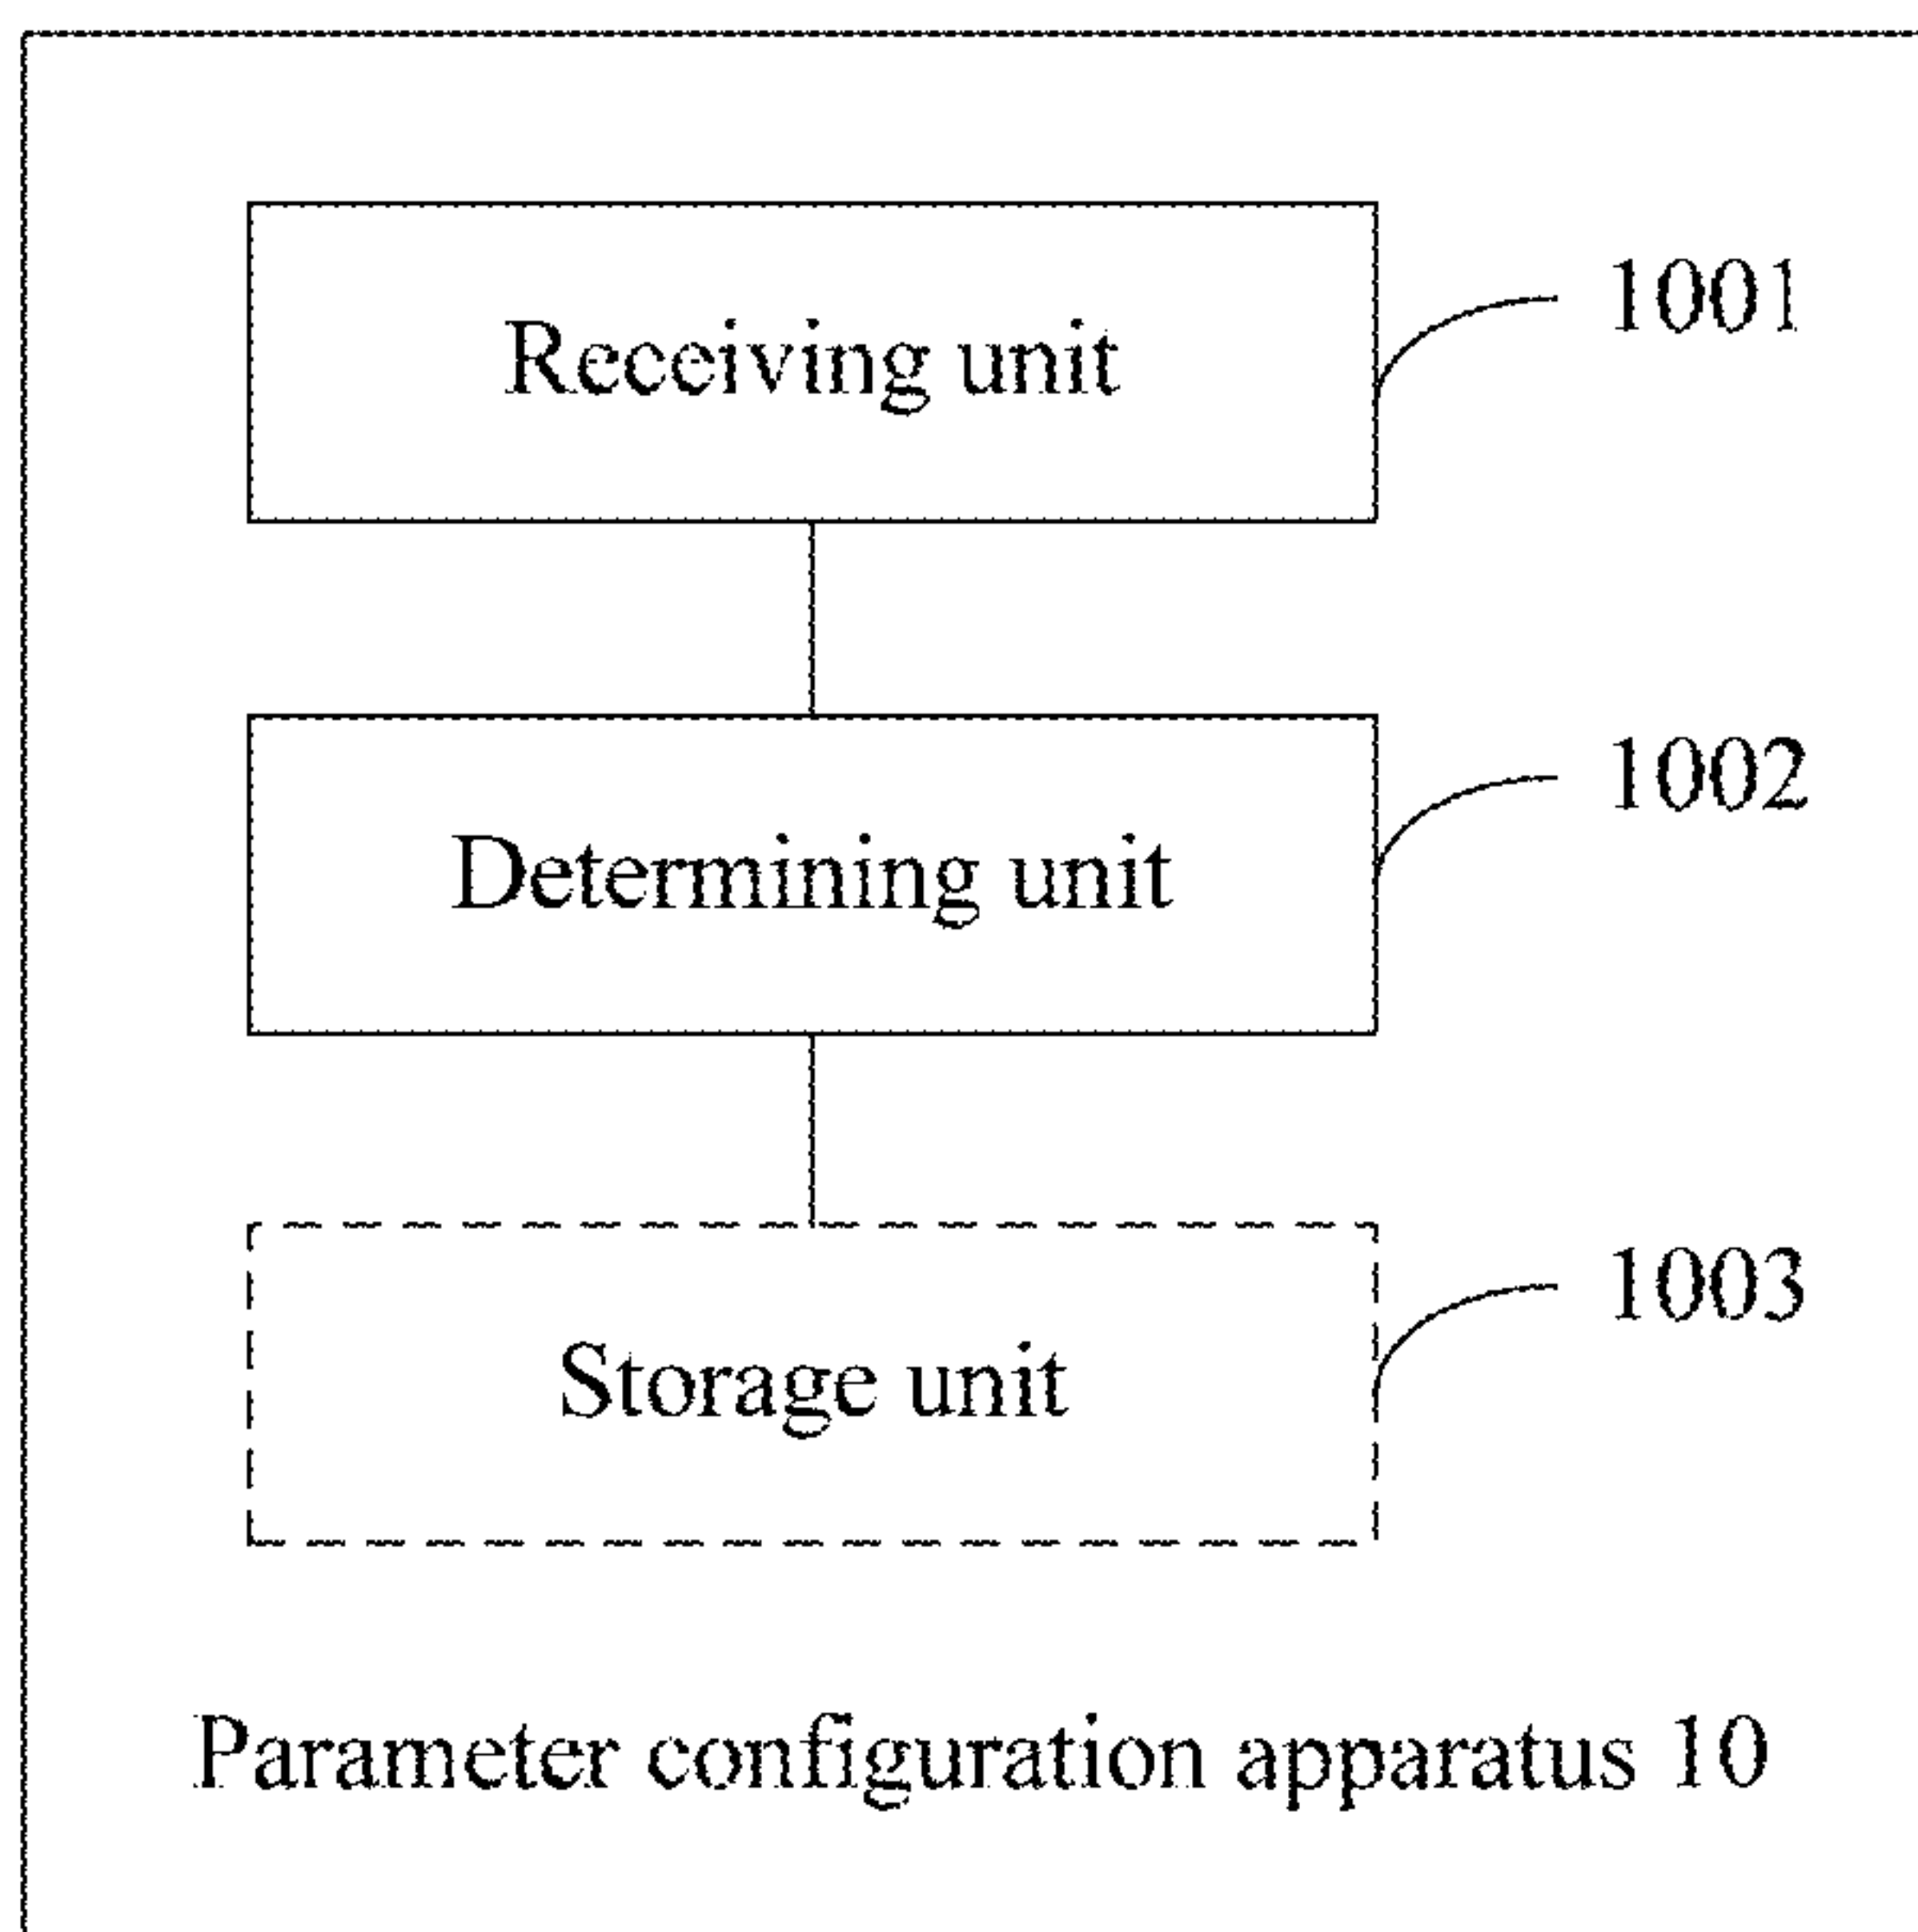 Receiving unit
1001
Determining unit
1002
Storage unit
1003
Parameter configuration apparatus 10